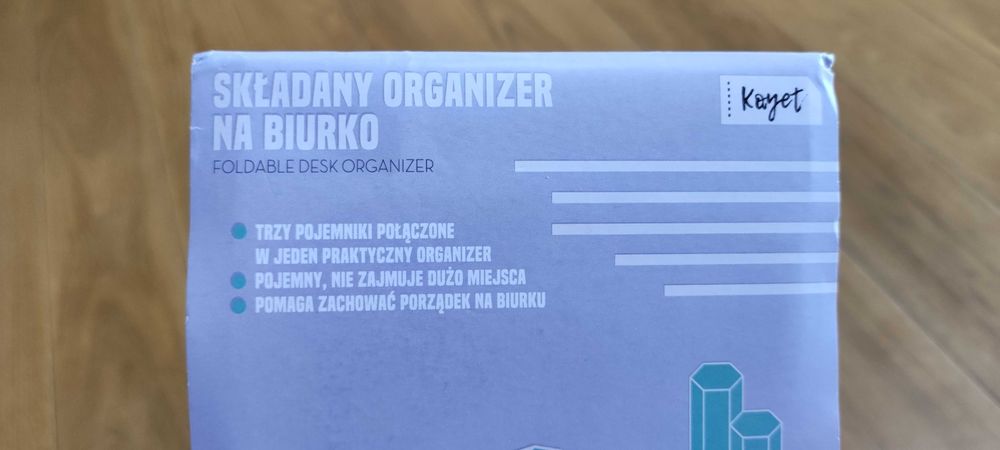 SKŁADANY ORGANIZER
NA BIURKO
FOLDABLE DESK ORGANIZER
Kayet
TRZY POJEMNIKI POŁĄCZONE
W JEDEN PRAKTYCZNY ORGANIZER
POJEMNY, NIE ZAJMUJE DUŻO MIEJSCA
POMAGA ZACHOWAĆ PORZĄDEK NA BIURKU